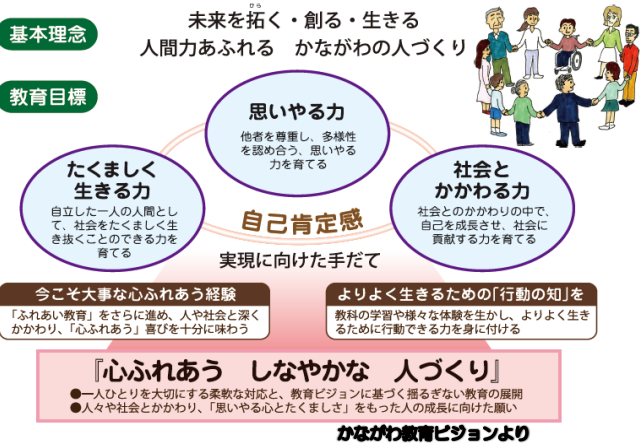 基本理念
未来を拓く・創る・生きる
ひら
人間力あふれる　かながわの人づくり
教育目標
思いやる力
他者を尊重し、多様性
を認め合う、思いやる
力を育てる
たくましく
生きる力
自立した一人の人間とし
て、社会をたくましく生
き抜くことのできる力を
育てる
社会と
かかわる力
社会とのかかわりの中で、
自己を成長させ、社会に
貢献する力を育てる
自己肯定感
実現に向けた手だて
今こそ大事な心ふれあう経験
「ふれあい教育」をさらに進め、人や社会と深く
かかわり、「心ふれあう」喜びを十分に味わう
よりよく生きるための「行動の知」を
教科の学習や様々な体験を生かし、よりよく生き
るために行動できる力を身に付ける
『心ふれあう　しなやかな　人づくり』
●一人ひとりを大切にする柔軟な対応と、教育ビジョンに基づく揺るぎない教育の展開
●人々や社会とかかわり、「思いやる心とたくましさ」をもった人の成長に向けた願い
かながわ教育ビジョンより